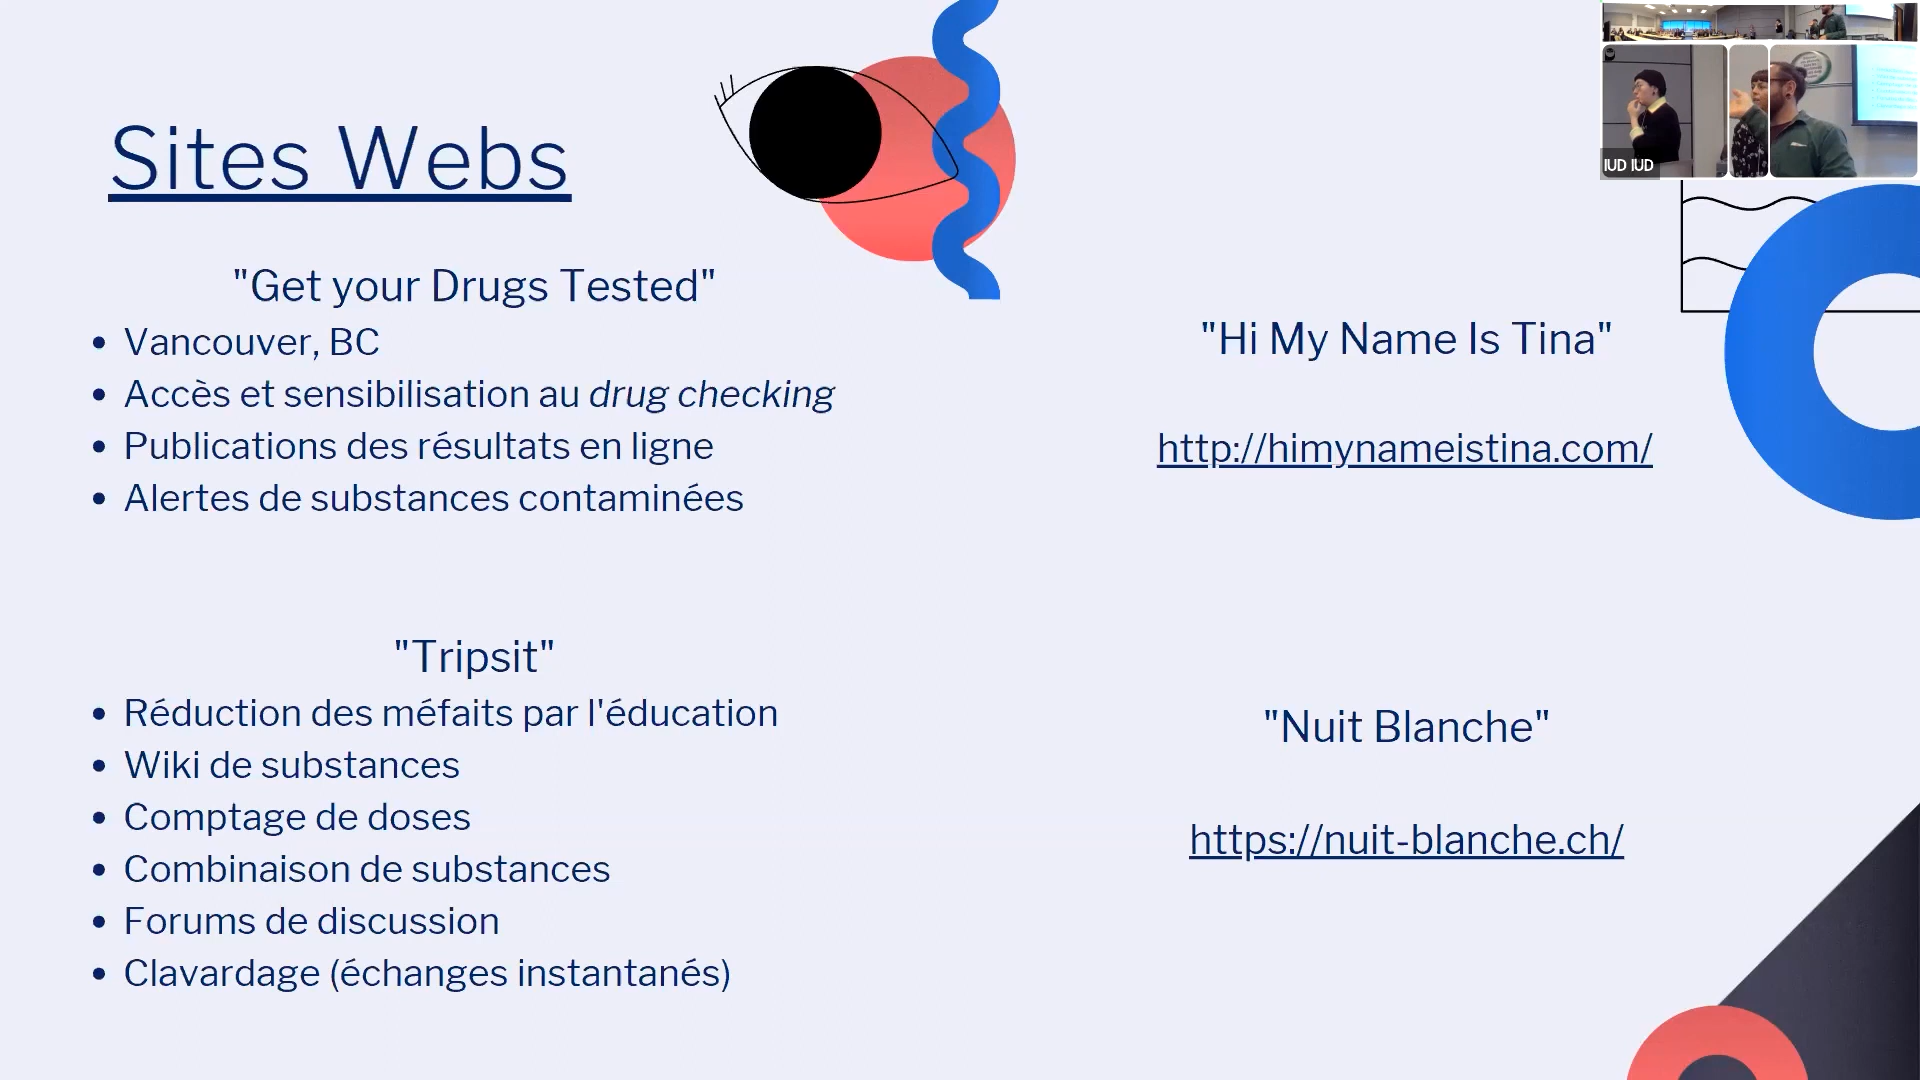 Sites Webs
"Get your Drugs Tested"
Vancouver, BC
Accès et sensibilisation au drug checking
Publications des résultats en ligne
Alertes de substances contaminées
"Tripsit"
Réduction des méfaits par l'éducation
Wiki de substances
Comptage de doses
Combinaison de substances
Forums de discussion
Clavardage (échanges instantanés)
"Hi My Name Is Tina"
http://himynameistina.com/
"Nuit Blanche"
https://nuit-blanche.ch/
IUD IUD